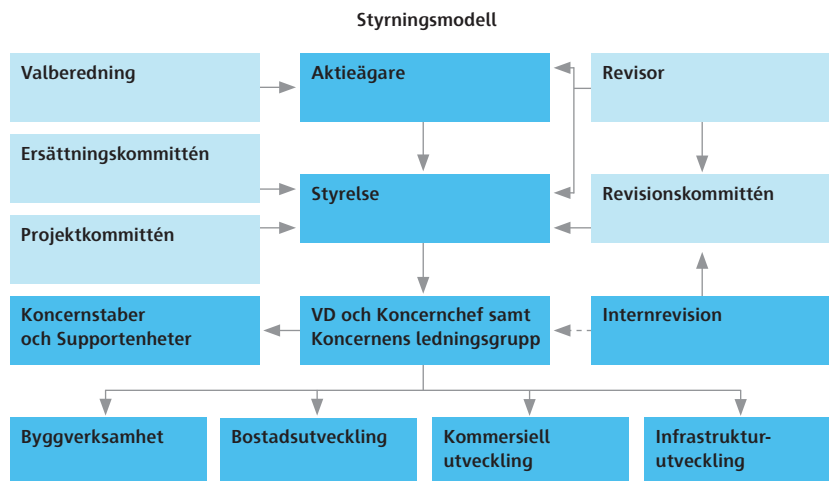 Styrningsmodell
Valberedning
Aktieägare
Revisor
Ersättningskommittén
Styrelse
Revisionskommittén
Projektkommittén
Koncernstaber
och Supportenheter
VD och Koncernchef samt
Koncernens ledningsgrupp
Internrevision
Byggverksamhet
Bostadsutveckling
Kommersiell
utveckling
Infrastruktur-
utveckling